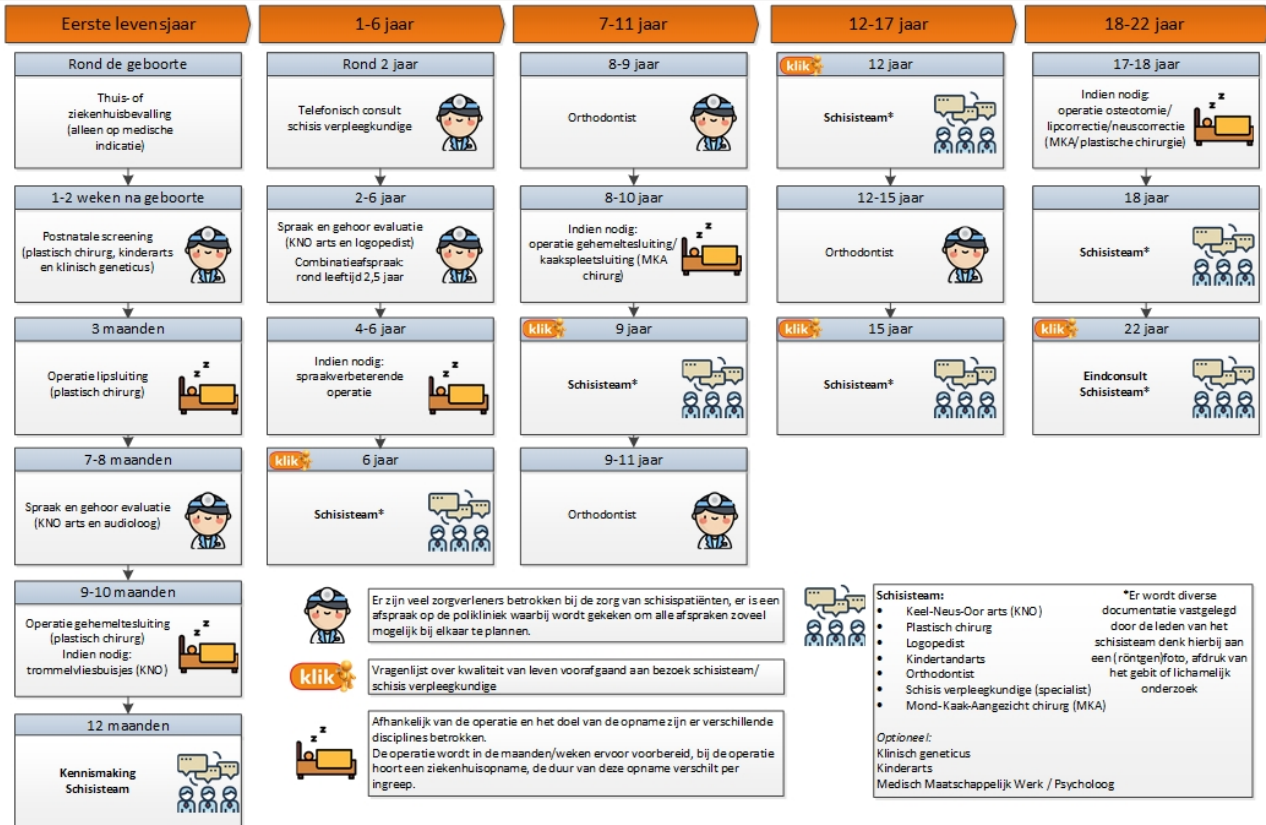 Eerste levensjaar
Rond de geboorte
Thuis- of
ziekenhuisbevalling
(alleen op medische
indicatie)
1-2 weken na geboorte
Postnatale screening
(plastisch chirurg, kinderarts
en klinisch geneticus)
3 maanden
z z
Operatie lipsluiting
(plastisch chirurg)
7-8 maanden
Spraak en gehoor evaluatie
(KNO arts en audioloog)
9-10 maanden
Operatie gehemeltesluiting
(plastisch chirurg)
Indien nodig:
trommelvliesbuisjes (KNO)
z z
12 maanden
Kennismaking
Schisisteam
1-6 jaar
Rond 2 jaar
Telefonisch consult
schisis verpleegkundige
2-6 jaar
Spraak en gehoor evaluatie
(KNO arts en logopedist)
Combinatieafspraak:
rond leeftijd 2,5 jaar
4-6 jaar
Indien nodig:
spraakverbeterende
operatie
z z
klik
6 jaar
Schisisteam*
7-11 jaar
8-9 jaar
Orthodontist
8-10 jaar
Indien nodig:
operatie gehemeltesluiting/
kaakspleetsluiting (MKA
chirurg)
z z
klik
9 jaar
Schisisteam*
9-11 jaar
Orthodontist
12-17 jaar
klik
12 jaar
Schisisteam*
12-15 jaar
Orthodontist
klik
15 jaar
Schisisteam*
18-22 jaar
17-18 jaar
Indien nodig:
operatie osteotomie/
lipcorrectie/neuscorrectie
(MKA/plastische chirurgie)
z z
18 jaar
Schisisteam*
klik
22 jaar
Eindconsult
Schisisteam*
Er zijn veel zorgverleners betrokken bij de zorg van schisispatiënten, er is een
afspraak op de polikliniek waarbij wordt gekeken om alle afspraken zoveel
mogelijk bij elkaar te plannen.
klik
Vragenlijst over kwaliteit van leven voorafgaand aan bezoek schisisteam/
schisis verpleegkundige
z z
Afhankelijk van de operatie en het doel van de opname zijn er verschillende
disciplines betrokken.
De operatie wordt in de maanden/weken ervoor voorbereid, bij de operatie
hoort een ziekenhuisopname, de duur van deze opname verschilt per
ingreep.
Schisisteam:
• Keel-Neus-Oor arts (KNO)
• Plastisch chirurg
• Logopedist
• Kindertandarts
• Orthodontist
• Schisis verpleegkundige (specialist)
• Mond-Kaak-Aangezicht chirurg (MKA)
Optioneel:
Klinisch geneticus
Kinderarts
Medisch Maatschappelijk Werk / Psycholoog
*Er wordt diverse
documentatie vastgelegd
door de leden van het
schisisteam denk hierbij aan
een (röntgen)foto, afdruk van
het gebit of lichamelijk
onderzoek